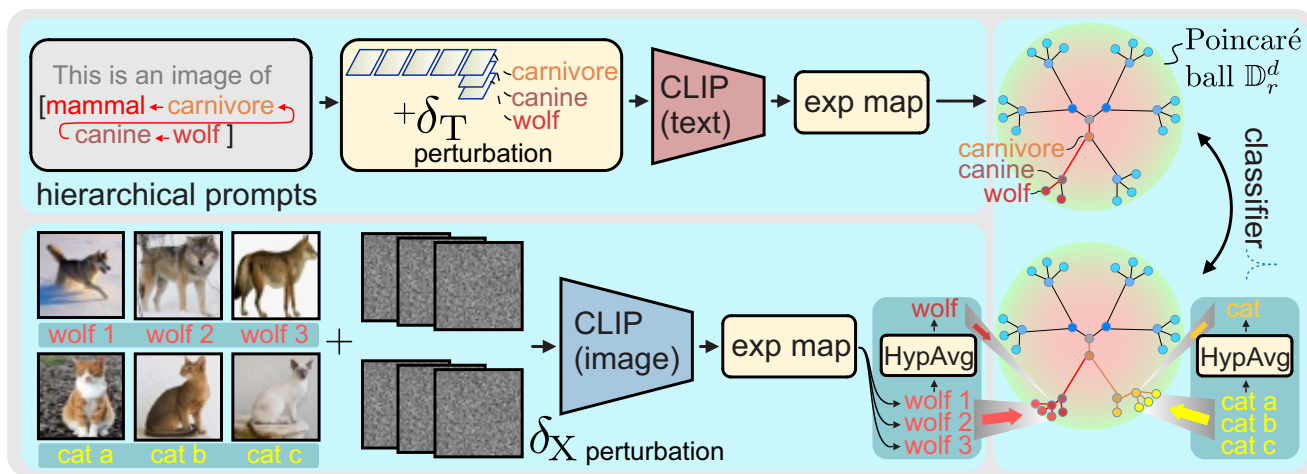 This is an image of
[mammal carnivore
canine wolf ]
hierarchical prompts
carnivore
canine
wolf
+δT
perturbation
CLIP
(text)
exp map
Poincaré
ball 𝔻ᵈᵣ
carnivore
canine
wolf
classifier
wolf 1 wolf 2 wolf 3
cat a cat b cat c
+
δX perturbation
CLIP
(image)
exp map
wolf
HypAvg
wolf 1
wolf 2
wolf 3
cat
HypAvg
cat a
cat b
cat c